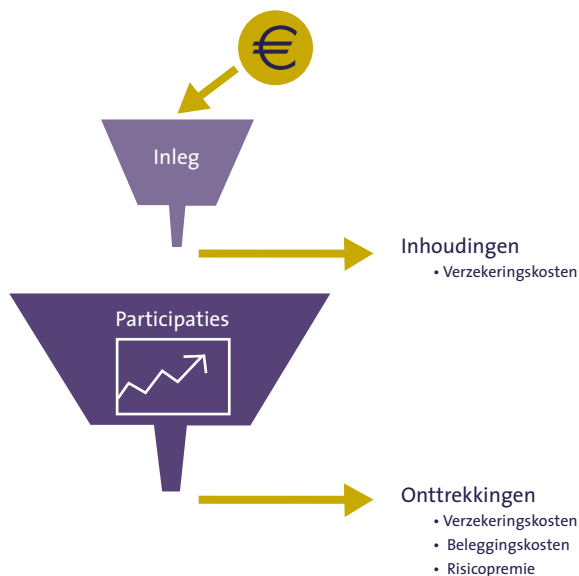 €
Inleg
Inhoudingen
• Verzekeringskosten
Participaties
Onttrekkingen
• Verzekeringskosten
• Beleggingskosten
• Risicopremie